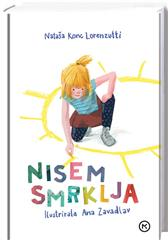 Nataša Konc Lorenzutti
NISEM
SMRKLJA
Ilustrirala Ana Zavadlav